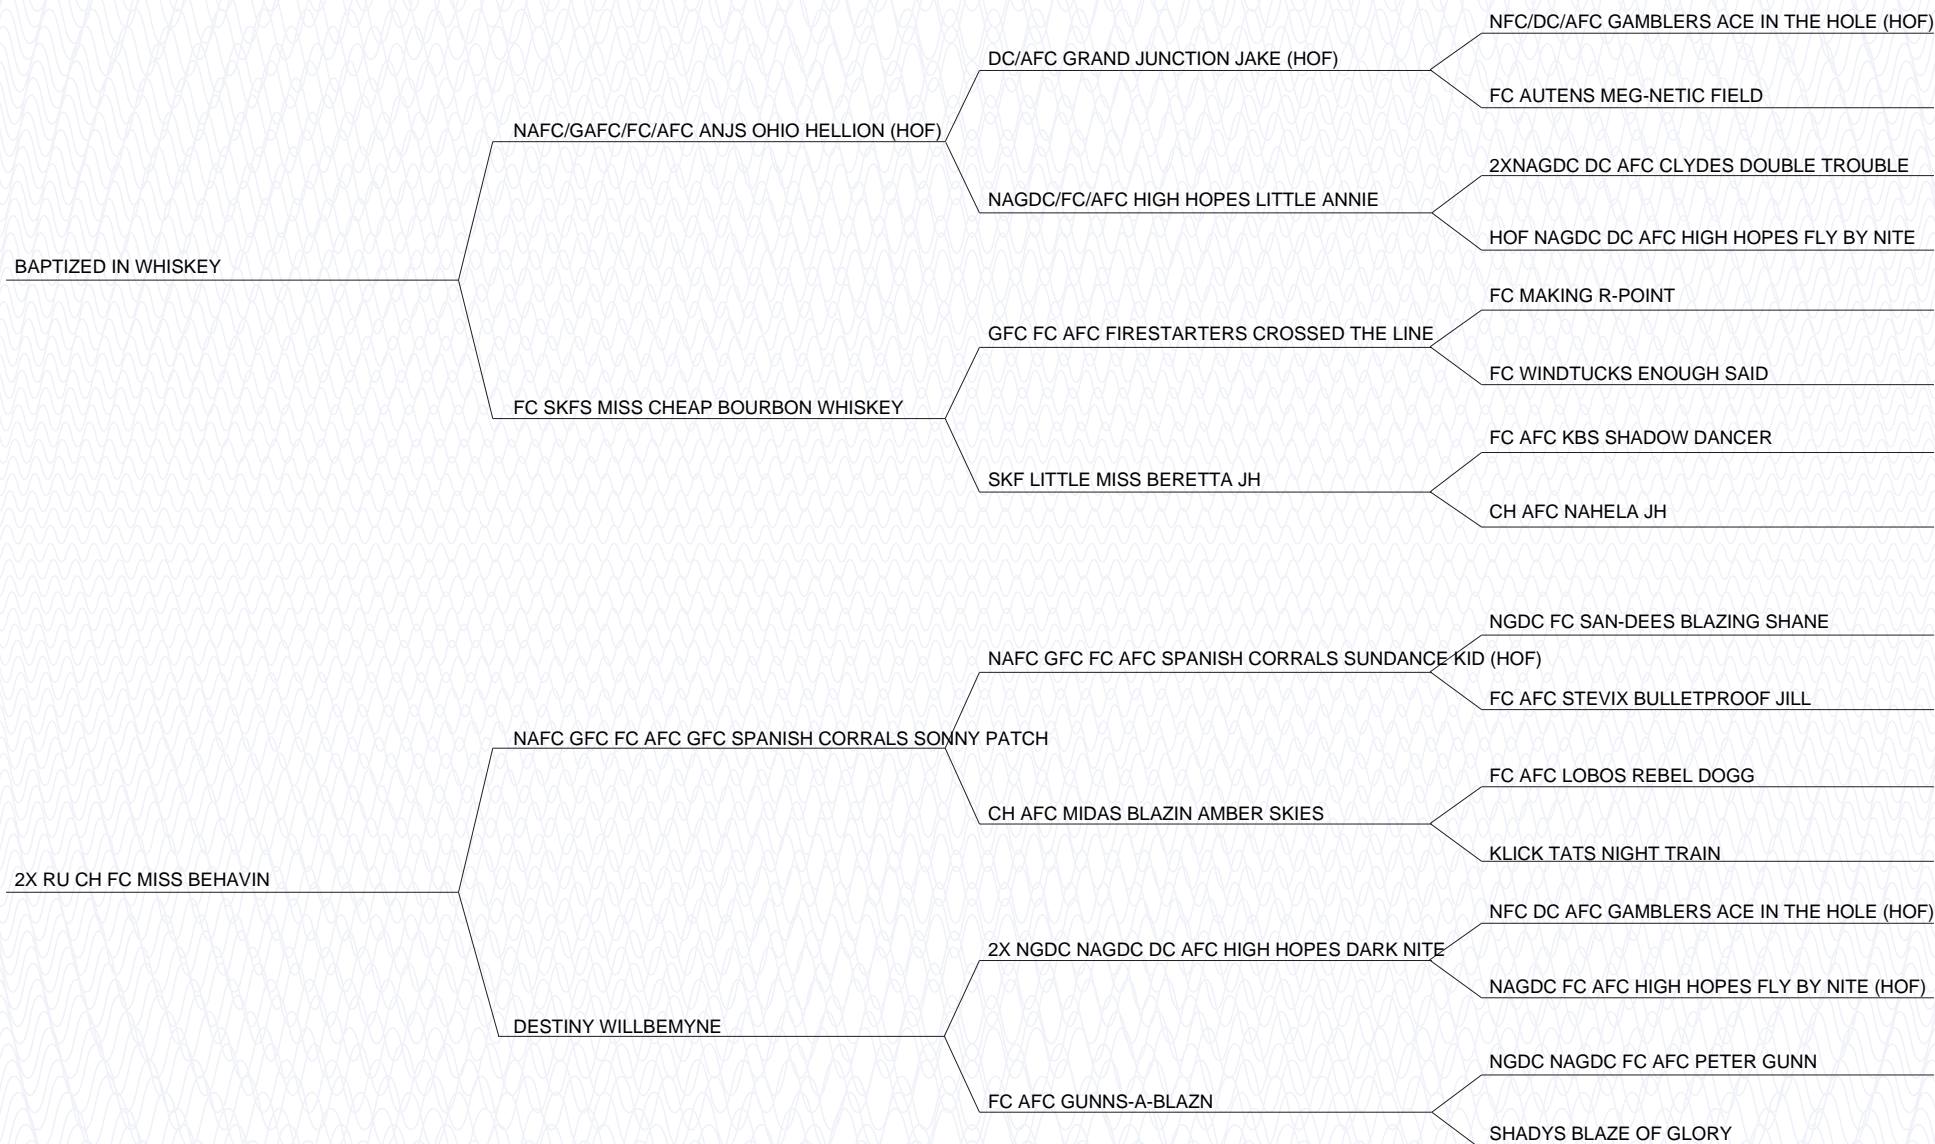 NFC/DC/AFC GAMBLERS ACE IN THE HOLE (HOF)
DC/AFC GRAND JUNCTION JAKE (HOF)
FC AUTENS MEG-NETIC FIELD
NAFC/GAFC/FC/AFC ANJS OHIO HELLION (HOF)
2XNAGDC DC AFC CLYDES DOUBLE TROUBLE
NAGDC/FC/AFC HIGH HOPES LITTLE ANNIE
HOF NAGDC DC AFC HIGH HOPES FLY BY NITE
BAPTIZED IN WHISKEY
FC MAKING R-POINT
GFC FC AFC FIRESTARTERS CROSSED THE LINE
FC WINDTUCKS ENOUGH SAID
FC SKFS MISS CHEAP BOURBON WHISKEY
FC AFC KBS SHADOW DANCER
SKF LITTLE MISS BERETTA JH
CH AFC NAHELA JH
NGDC FC SAN-DEES BLAZING SHANE
NAFC GFC FC AFC SPANISH CORRALS SUNDANCE KID (HOF)
FC AFC STEVIX BULLETPROOF JILL
NAFC GFC FC AFC GFC SPANISH CORRALS SONNY PATCH
FC AFC LOBOS REBEL DOGG
CH AFC MIDAS BLAZIN AMBER SKIES
KLICK TATS NIGHT TRAIN
2X RU CH FC MISS BEHAVIN
NFC DC AFC GAMBLERS ACE IN THE HOLE (HOF)
2X NGDC NAGDC DC AFC HIGH HOPES DARK NITE
NAGDC FC AFC HIGH HOPES FLY BY NITE (HOF)
DESTINY WILLBEMYNE
NGDC NAGDC FC AFC PETER GUNN
FC AFC GUNNS-A-BLAZN
SHADYS BLAZE OF GLORY